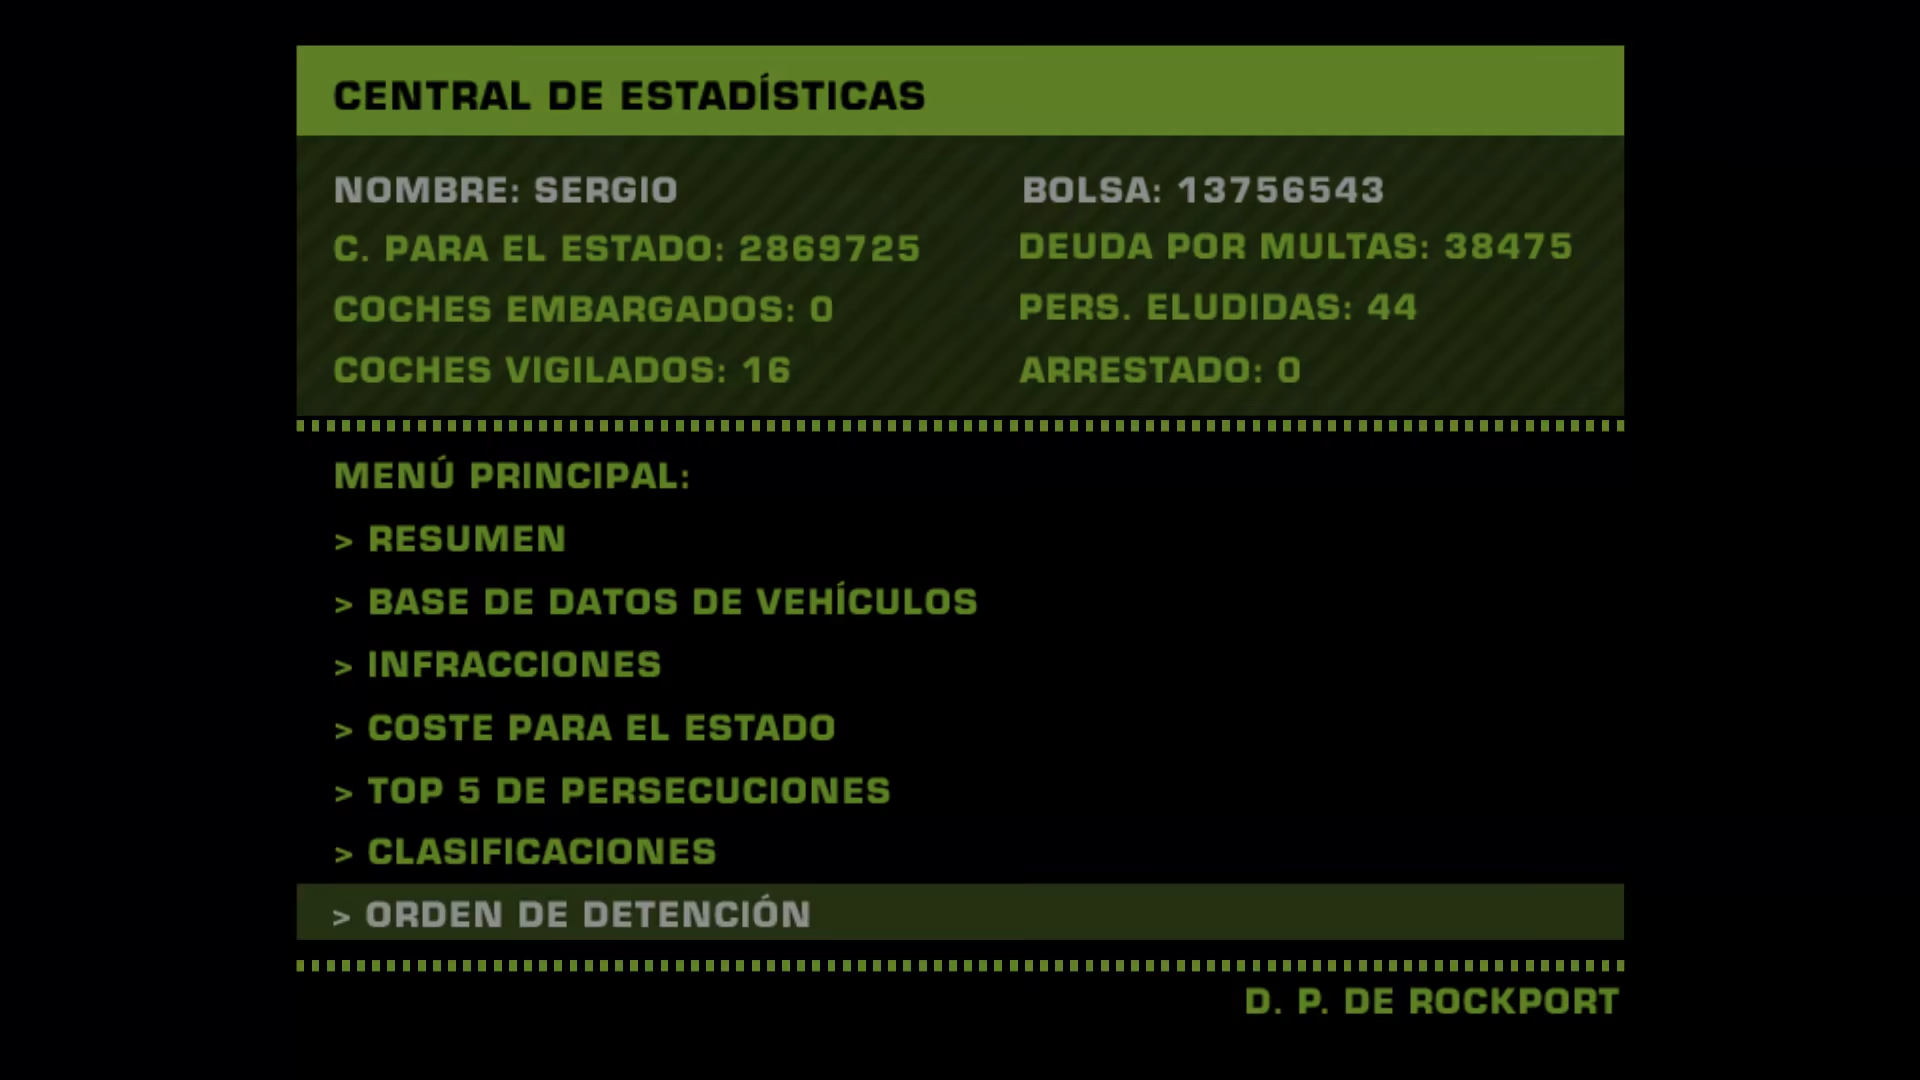 CENTRAL DE ESTADÍSTICAS
NOMBRE: SERGIO BOLSA: 13756543
C. PARA EL ESTADO: 2869725 DEUDA POR MULTAS: 38475
COCHES EMBARGADOS: 0 PERS. ELUDIDAS: 44
COCHES VIGILADOS: 16 ARRESTADO: 0
MENÚ PRINCIPAL:
> RESUMEN
> BASE DE DATOS DE VEHÍCULOS
> INFRACCIONES
> COSTE PARA EL ESTADO
> TOP 5 DE PERSECUCIONES
> CLASIFICACIONES
> ORDEN DE DETENCIÓN
D. P. DE ROCKPORT